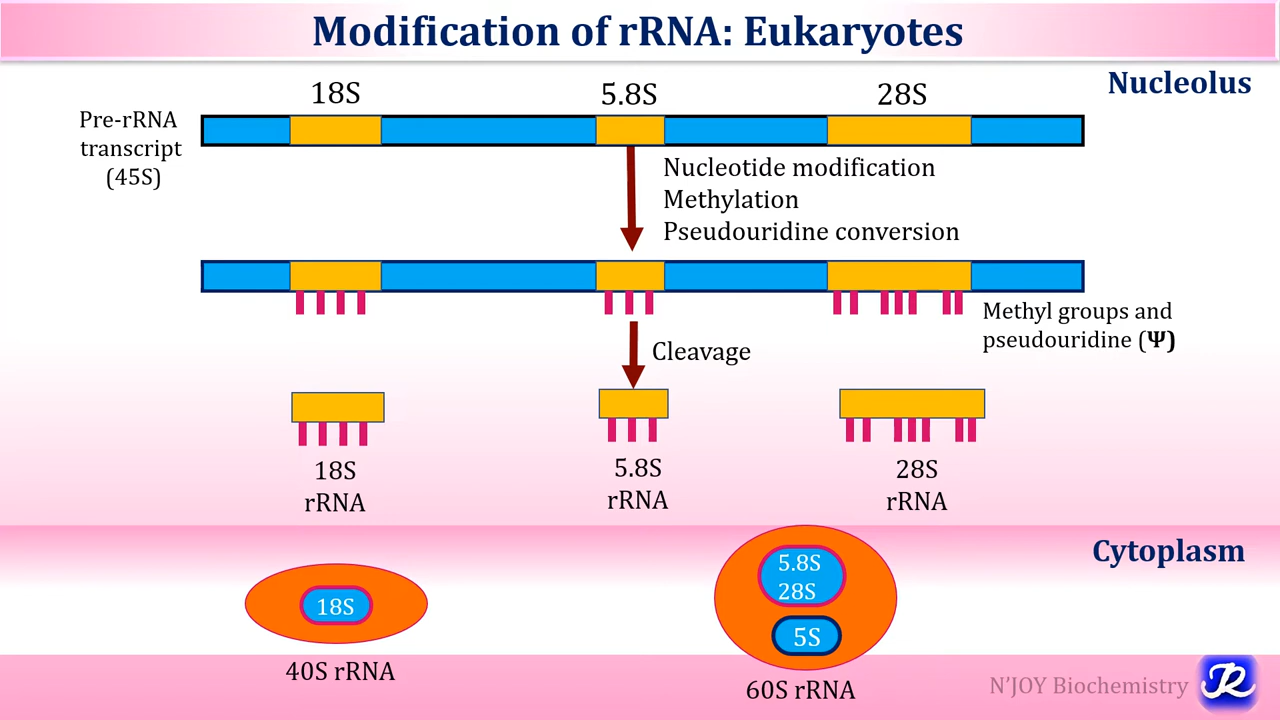 Modification of rRNA: Eukaryotes
Nucleolus
18S
5.8S
28S
Pre-rRNA
transcript
(45S)
Nucleotide modification
Methylation
Pseudouridine conversion
Methyl groups and
pseudouridine (Ψ)
Cleavage
18S
rRNA
5.8S
rRNA
28S
rRNA
Cytoplasm
18S
40S rRNA
5.8S
28S
5S
60S rRNA
N'JOY Biochemistry